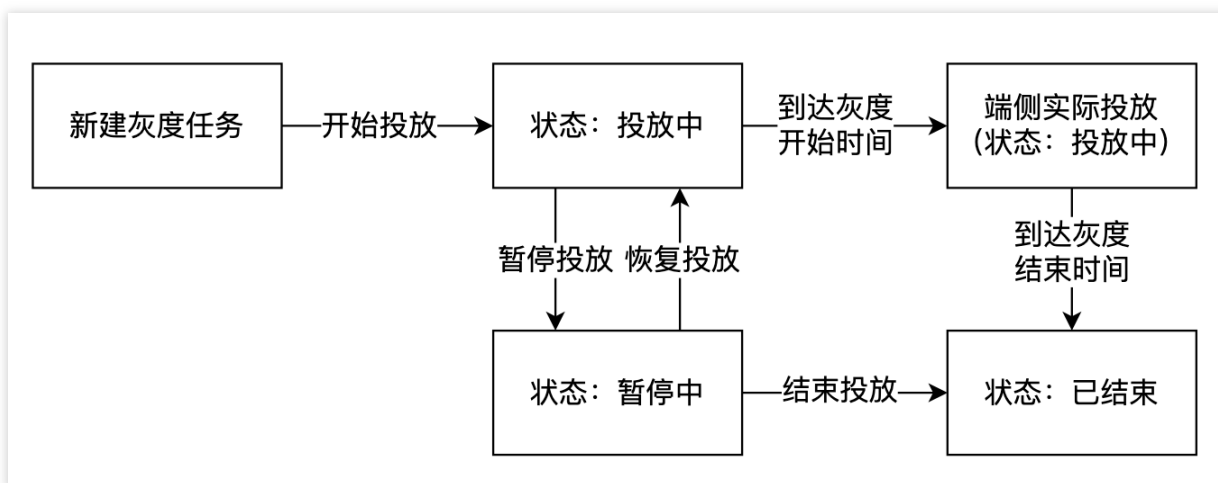 新建灰度任务
开始投放
状态：投放中
到达灰度
开始时间
端侧实际投放
（状态：投放中）
暂停投放
恢复投放
到达灰度
结束时间
状态：暂停中
结束投放
状态：已结束